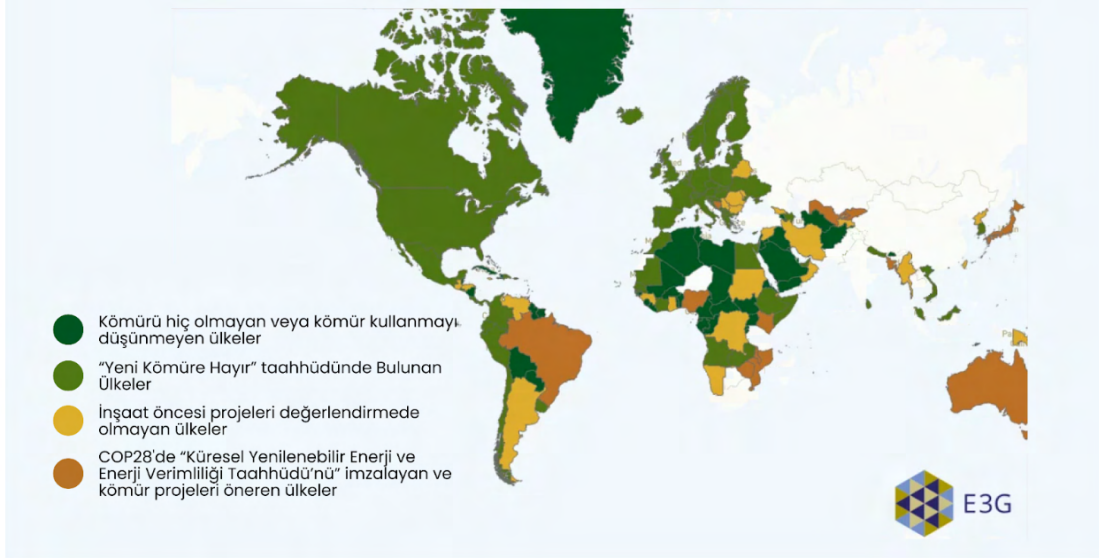 Kömürü hiç olmayan veya kömür kullanmayı
düşünmeyen ülkeler
“Yeni Kömüre Hayır” taahhüdünde Bulunan
Ülkeler
İnşaat öncesi projeleri değerlendirmede
olmayan ülkeler
COP28'de “Küresel Yenilenebilir Enerji ve
Enerji Verimliliği Taahhüdü’nü” imzalayan ve
kömür projeleri öneren ülkeler
E3G